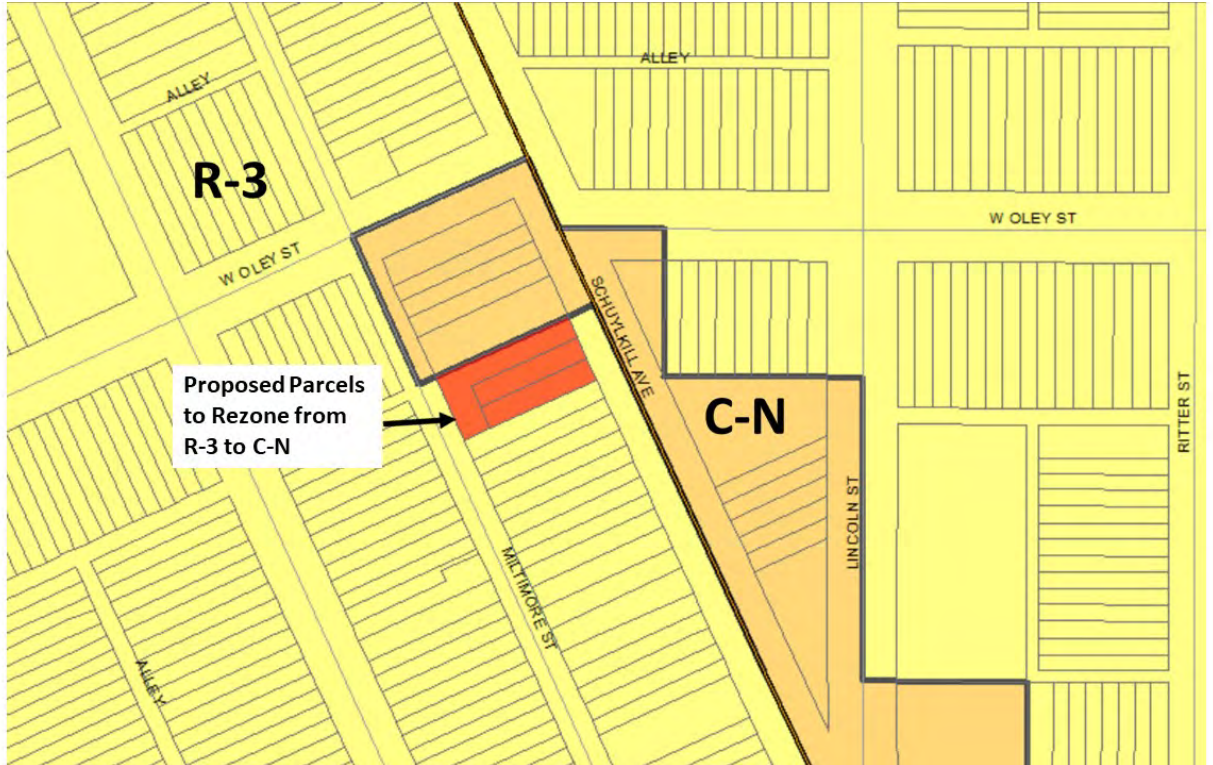 ALLEY
ALLEY
R-3
W OLEY ST
W OLEY ST
SCHUYLKILL AVE
Proposed Parcels
to Rezone from
R-3 to C-N
C-N
RITTER ST
LINCOLN ST
MILTIMORE ST
ALLEY